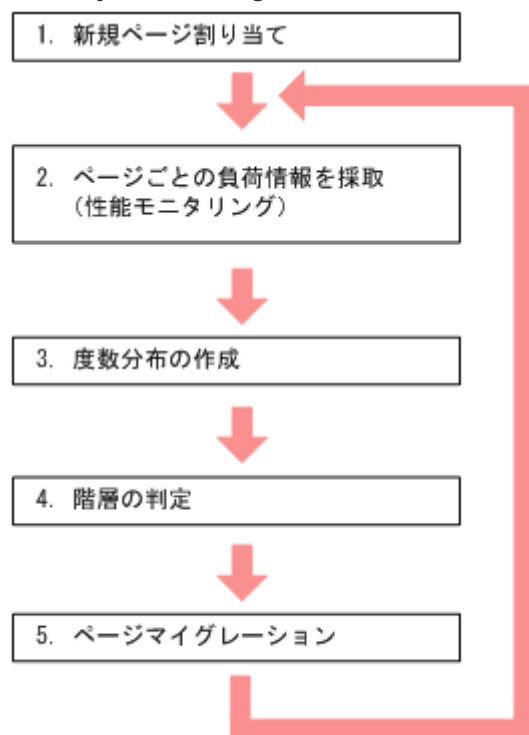 1. 新規ページ割り当て
2. ページごとの負荷情報を採取
(性能モニタリング)
3. 度数分布の作成
4. 階層の判定
5. ページマイグレーション